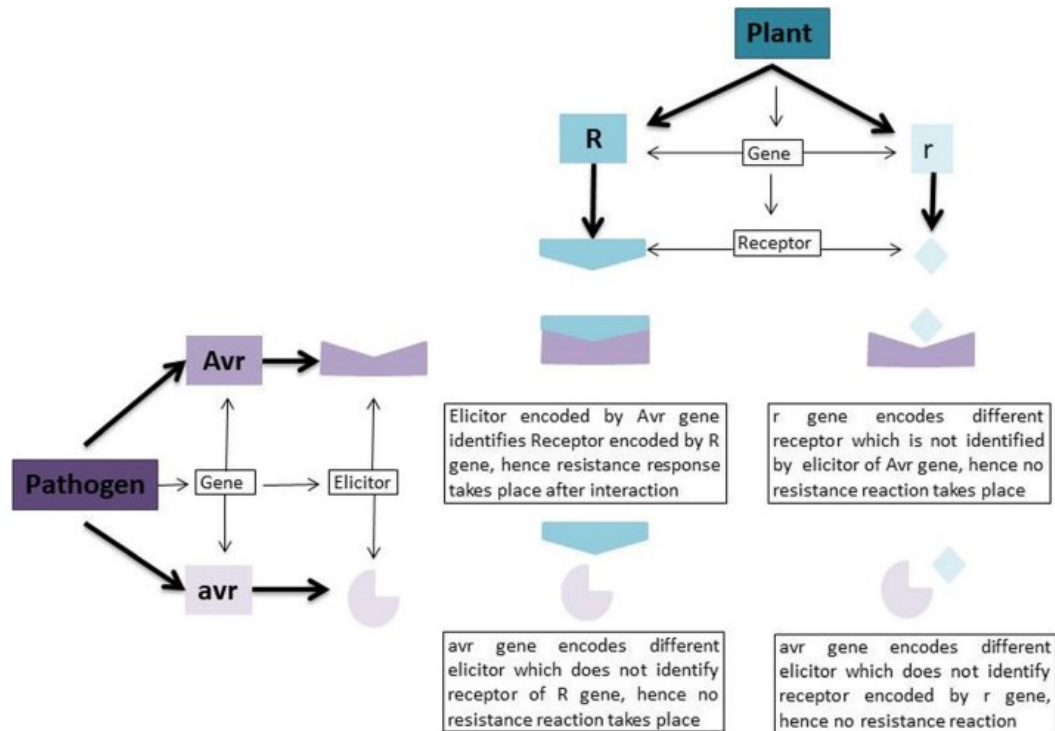 Plant
R
Gene
r
Receptor
Avr
Pathogen
Gene
Elicitor
avr
Elicitor encoded by Avr gene
identifies Receptor encoded by R
gene, hence resistance response
takes place after interaction
r gene encodes different
receptor which is not identified
by elicitor of Avr gene, hence no
resistance reaction takes place
avr gene encodes different
elicitor which does not identify
receptor of R gene, hence no
resistance reaction takes place
avr gene encodes different
elicitor which does not identify
receptor encoded by r gene,
hence no resistance reaction